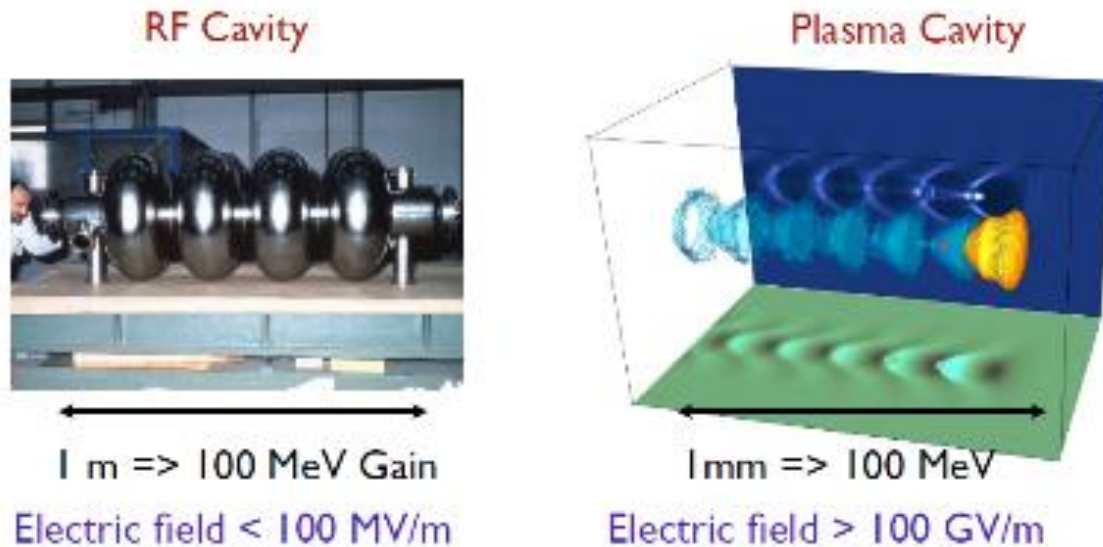 RF Cavity
Plasma Cavity
1 m => 100 MeV Gain
1mm => 100 MeV
Electric field < 100 MV/m
Electric field > 100 GV/m